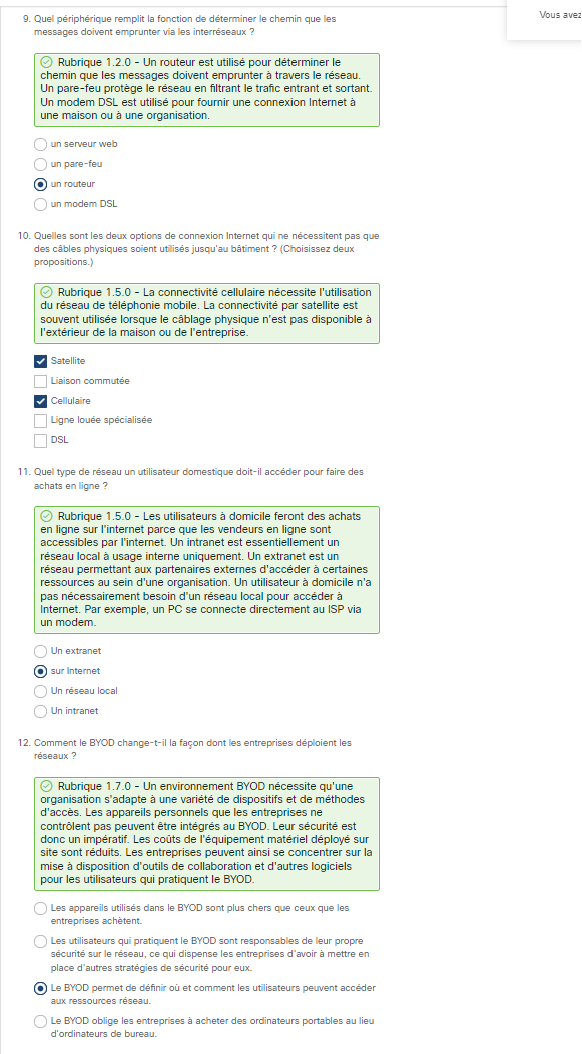 Vous avez
9. Quel périphérique remplit la fonction de déterminer le chemin que les
messages doivent emprunter via les interréseaux ?
Rubrique 1.2.0 - Un routeur est utilisé pour déterminer le
chemin que les messages doivent emprunter à travers le réseau.
Un pare-feu protège le réseau en filtrant le trafic entrant et sortant.
Un modem DSL est utilisé pour fournir une connexion Internet à
une maison ou à une organisation.
un serveur web
un pare-feu
un routeur
un modem DSL
10. Quelles sont les deux options de connexion Internet qui ne nécessitent pas que
des câbles physiques soient utilisés jusqu'au bâtiment ? (Choisissez deux
propositions.)
Rubrique 1.5.0 - La connectivité cellulaire nécessite l'utilisation
du réseau de téléphonie mobile. La connectivité par satellite est
souvent utilisée lorsque le câblage physique n'est pas disponible à
l'extérieur de la maison ou de l'entreprise.
Satellite
Liaison commutée
Cellulaire
Ligne louée spécialisée
DSL
11. Quel type de réseau un utilisateur domestique doit-il accéder pour faire des
achats en ligne ?
Rubrique 1.5.0 - Les utilisateurs à domicile feront des achats
en ligne sur l'internet parce que les vendeurs en ligne sont
accessibles par l'internet. Un intranet est essentiellement un
réseau local à usage interne uniquement. Un extranet est un
réseau permettant aux partenaires externes d'accéder à certaines
ressources au sein d'une organisation. Un utilisateur à domicile n'a
pas nécessairement besoin d'un réseau local pour accéder à
Internet. Par exemple, un PC se connecte directement au ISP via
un modem.
Un extranet
sur Internet
Un réseau local
Un intranet
12. Comment le BYOD change-t-il la façon dont les entreprises déploient les
réseaux ?
Rubrique 1.7.0 - Un environnement BYOD nécessite qu'une
organisation s'adapte à une variété de dispositifs et de méthodes
d'accès. Les appareils personnels que les entreprises ne
contrôlent pas peuvent être intégrés au BYOD. Leur sécurité est
donc un impératif. Les coûts de l'équipement matériel déployé sur
site sont réduits. Les entreprises peuvent ainsi se concentrer sur la
mise à disposition d'outils de collaboration et d'autres logiciels
pour les utilisateurs qui pratiquent le BYOD.
Les appareils utilisés dans le BYOD sont plus chers que ceux que les
entreprises achètent.
Les utilisateurs qui pratiquent le BYOD sont responsables de leur propre
sécurité sur le réseau, ce qui dispense les entreprises d'avoir à mettre en
place d'autres stratégies de sécurité pour eux.
Le BYOD permet de définir où et comment les utilisateurs peuvent accéder
aux ressources réseau.
Le BYOD oblige les entreprises à acheter des ordinateurs portables au lieu
d'ordinateurs de bureau.